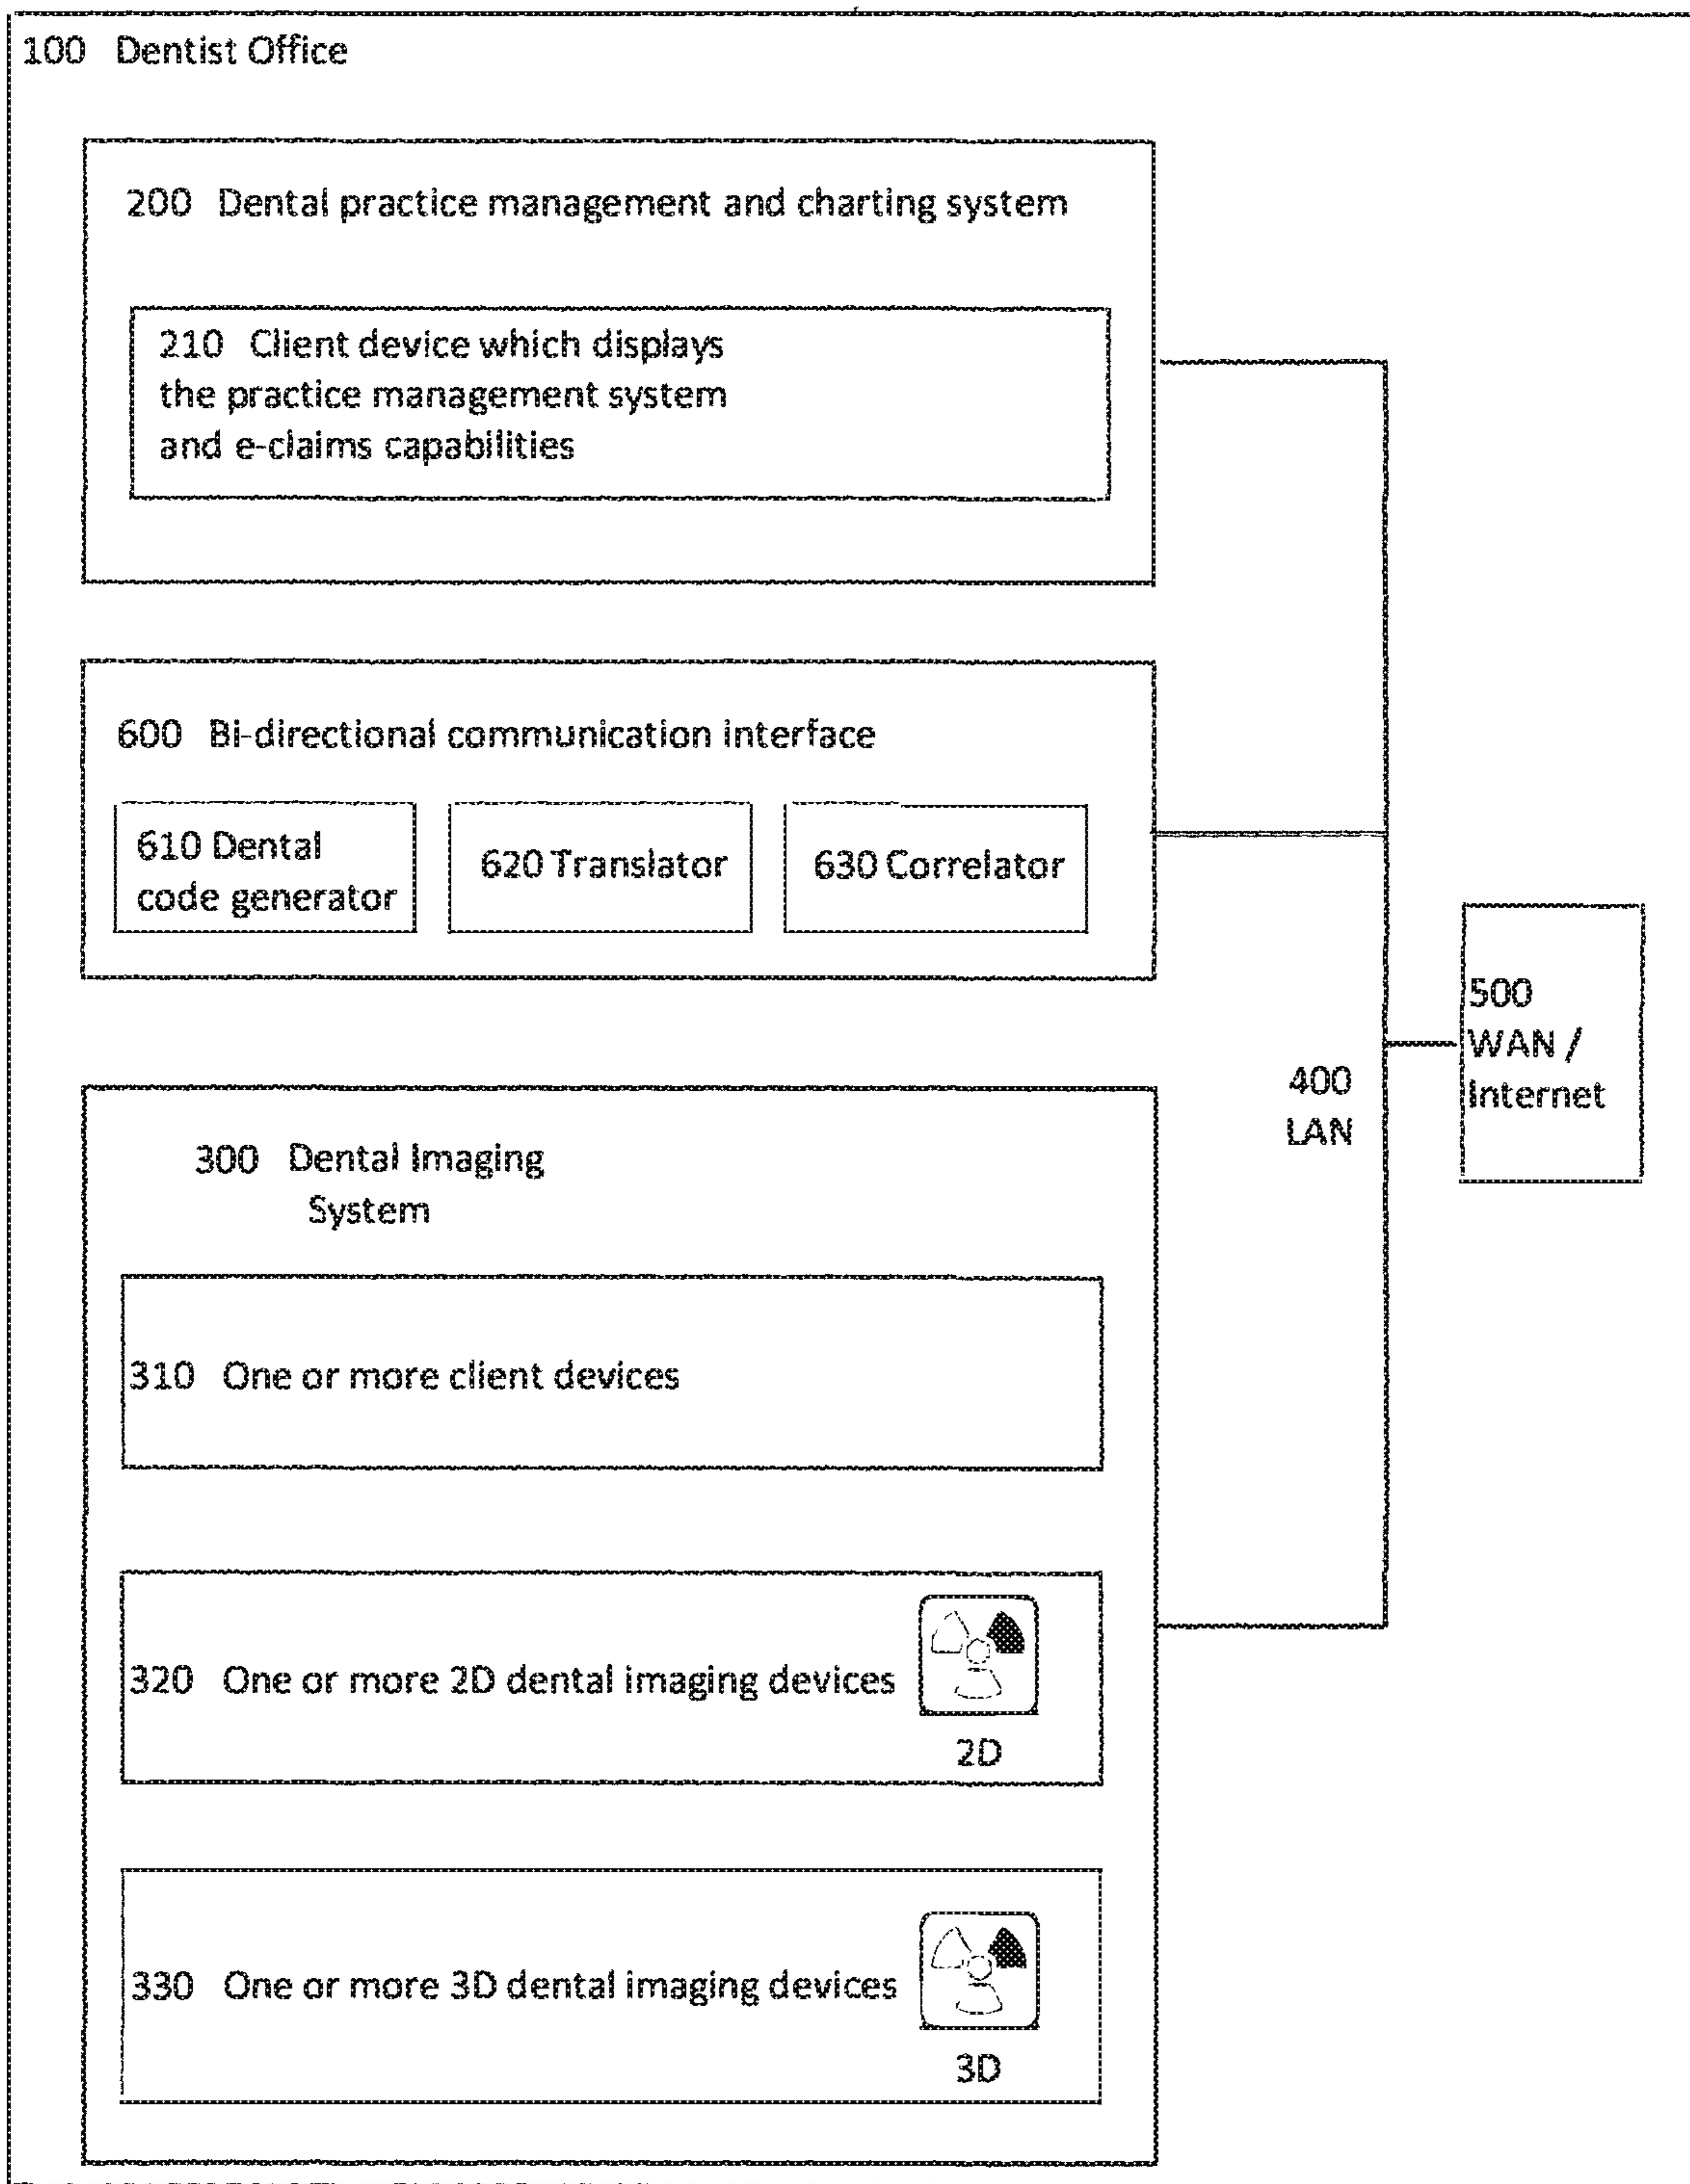 100 Dentist Office
200 Dental practice management and charting system
210 Client device which displays
the practice management system
and e-claims capabilities
600 Bi-directional communication interface
610 Dental
code generator
620 Translator
630 Correlator
500
WAN /
Internet
400
LAN
300 Dental Imaging
System
310 One or more client devices
320 One or more 2D dental imaging devices
2D
330 One or more 3D dental imaging devices
3D